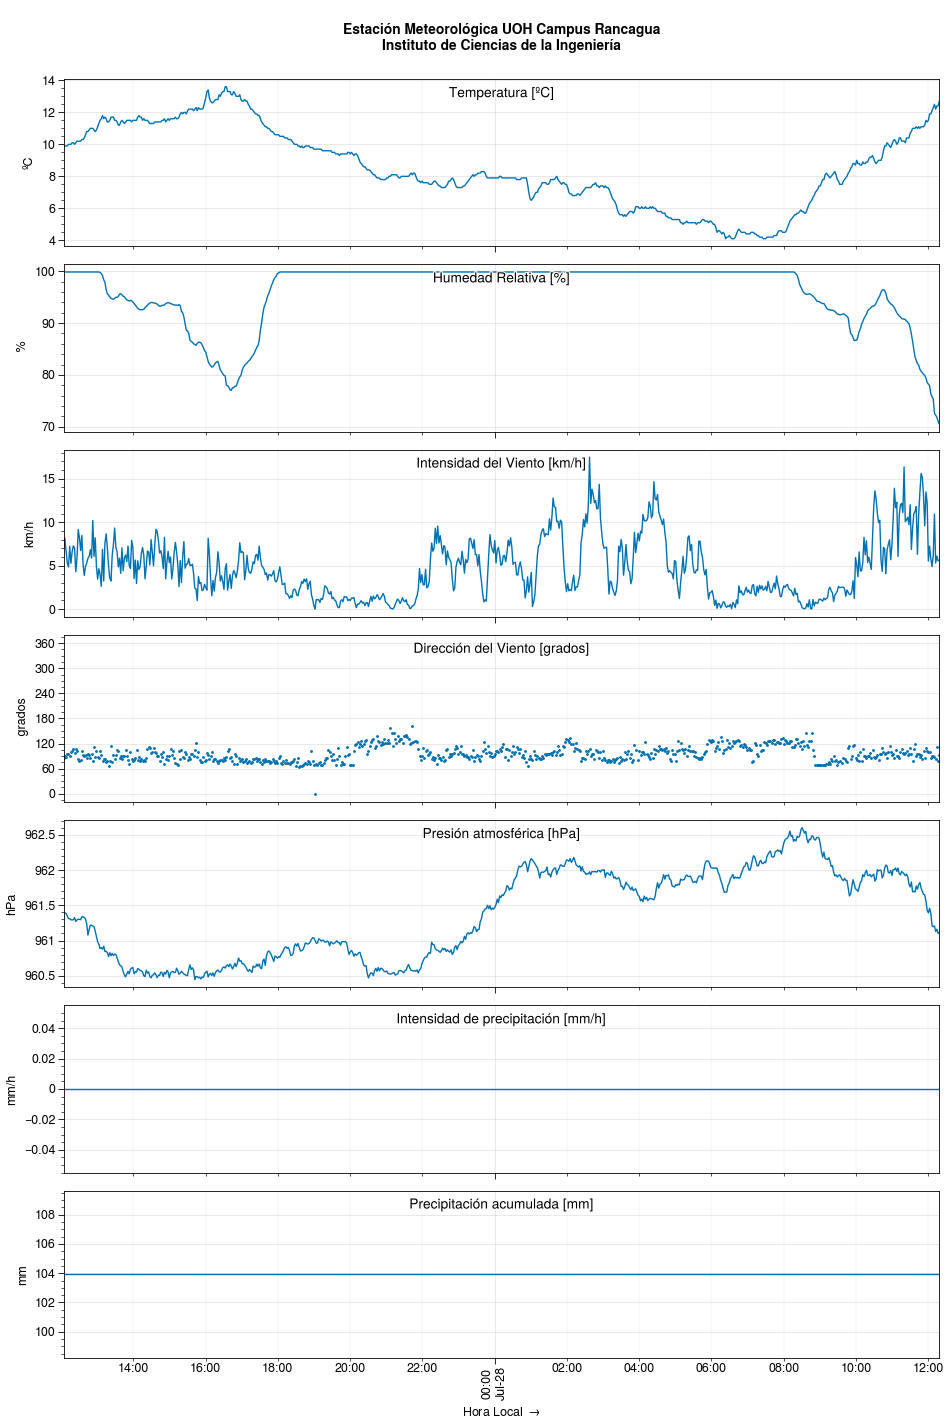 Estación Meteorológica UOH Campus Rancagua
Instituto de Ciencias de la Ingeniería
Temperatura [ºC]
14
12
10
8
6
4
ºC
Humedad Relativa [%]
100
90
80
70
%
Intensidad del Viento [km/h]
15
10
5
0
km/h
Dirección del Viento [grados]
360
300
240
180
120
60
0
grados
Presión atmosférica [hPa]
962.5
962
961.5
961
960.5
hPa
Intensidad de precipitación [mm/h]
0.04
0.02
0
−0.02
−0.04
mm/h
Precipitación acumulada [mm]
108
106
104
102
100
mm
14:00 16:00 18:00 20:00 22:00 00:00 02:00 04:00 06:00 08:00 10:00 12:00
Jul-28
Hora Local →